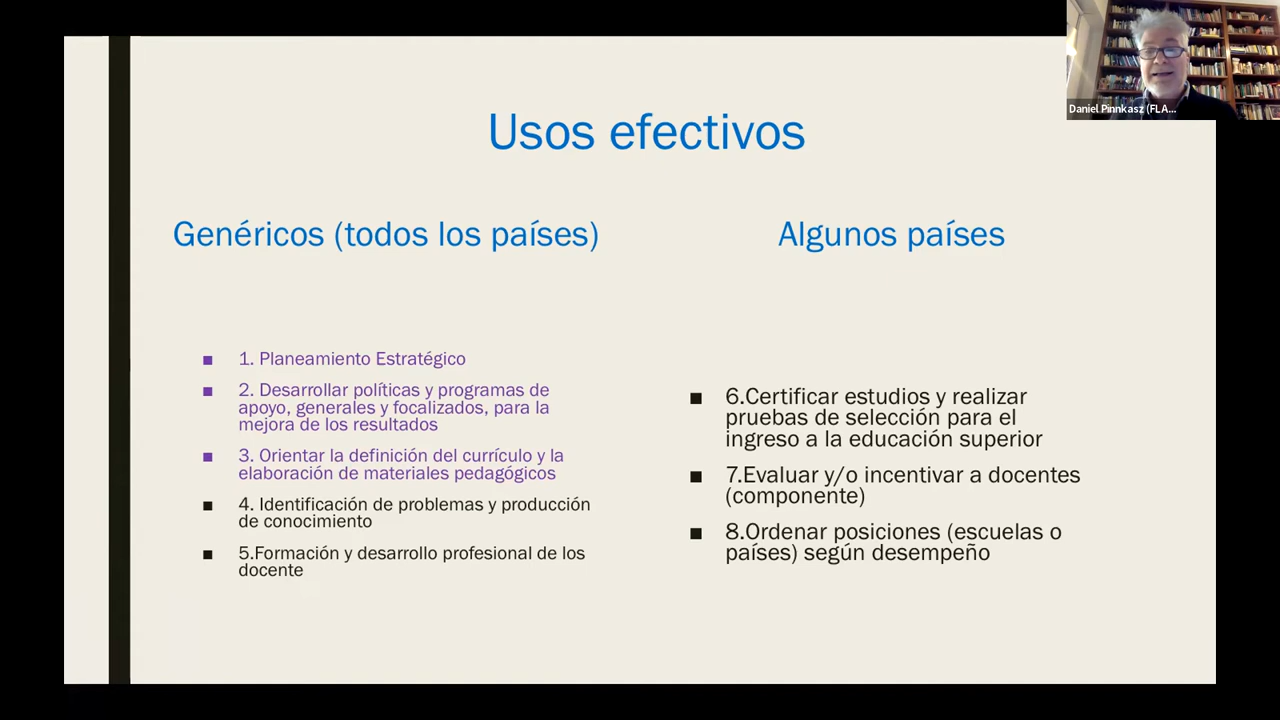 Daniel Pinnkasz (FLA...
Usos efectivos
Genéricos (todos los países)
■ 1. Planeamiento Estratégico
■ 2. Desarrollar políticas y programas de
apoyo, generales y focalizados, para la
mejora de los resultados
■ 3. Orientar la definición del currículo y la
elaboración de materiales pedagógicos
■ 4. Identificación de problemas y producción
de conocimiento
■ 5.Formación y desarrollo profesional de los
docente
Algunos países
■ 6.Certificar estudios y realizar
pruebas de selección para el
ingreso a la educación superior
■ 7.Evaluar y/o incentivar a docentes
(componente)
■ 8.Ordenar posiciones (escuelas o
países) según desempeño